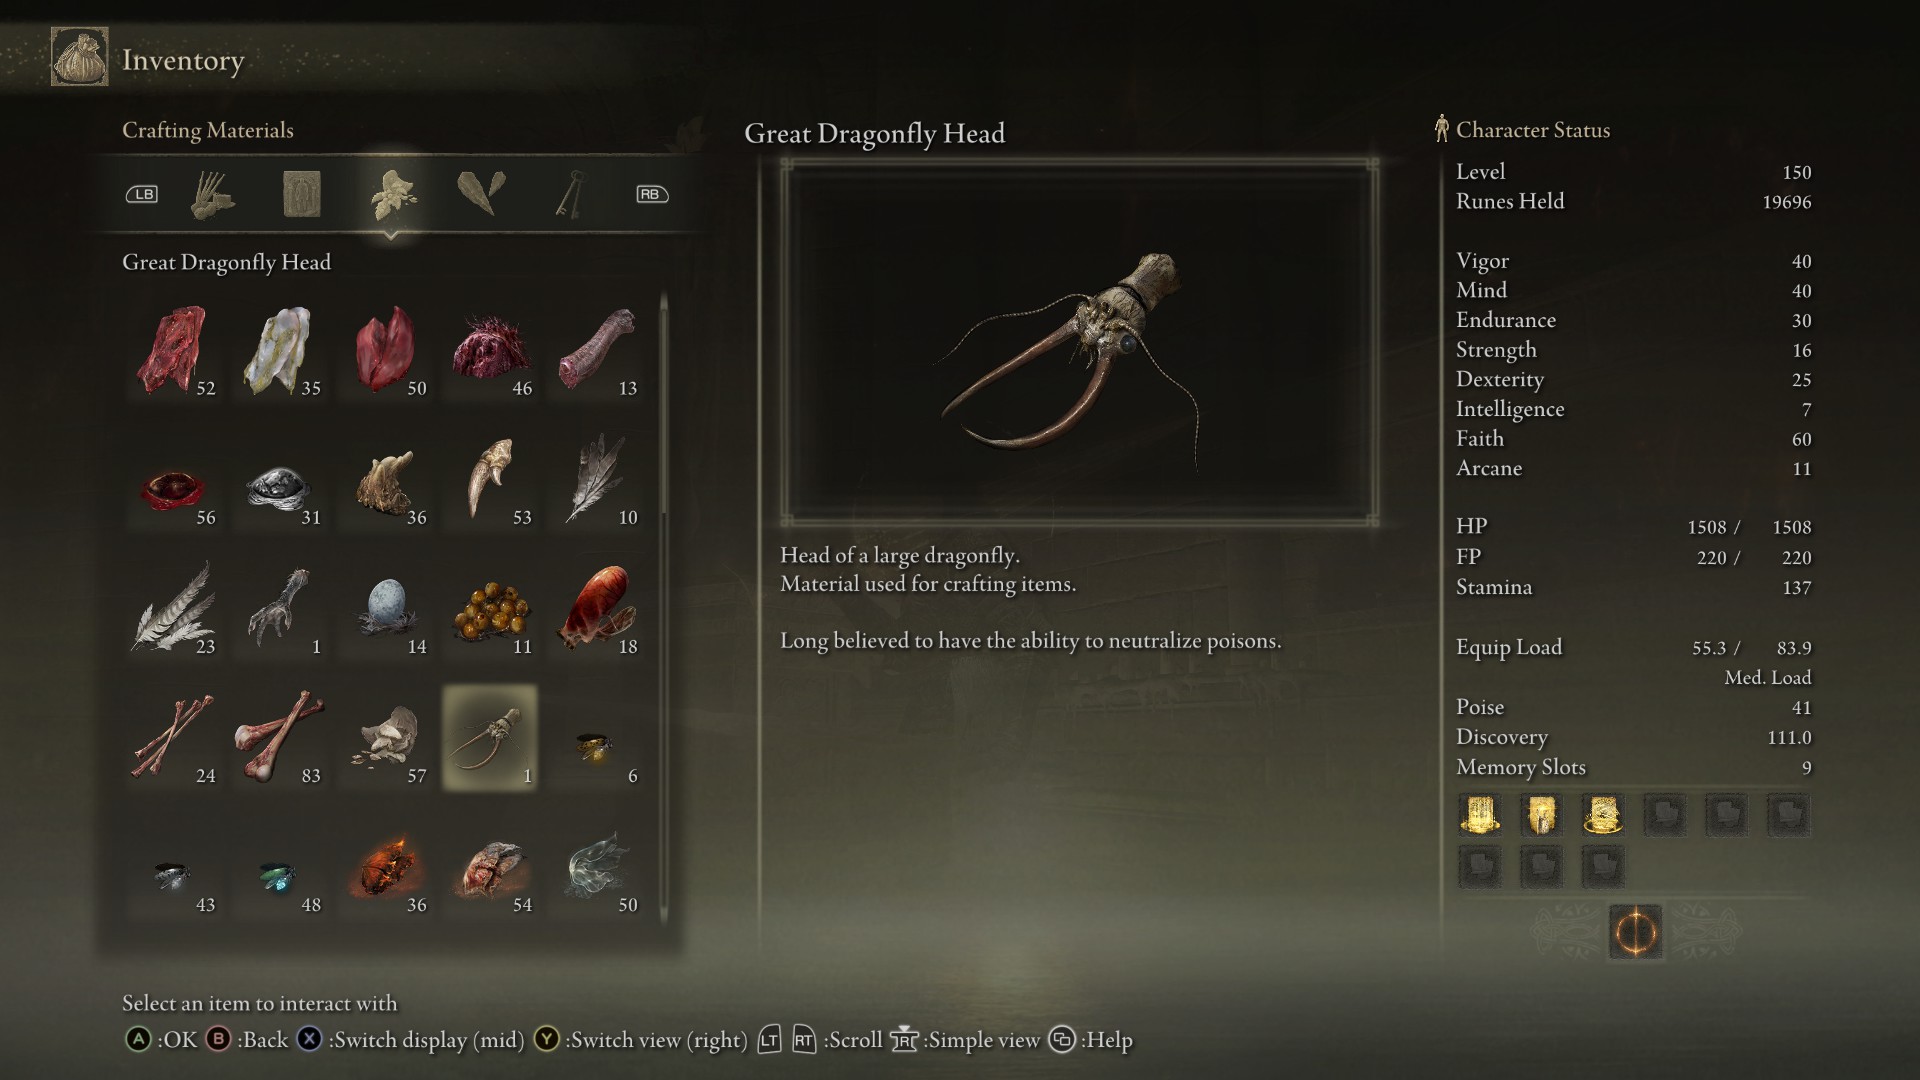 Inventory
Crafting Materials
LB
RB
Great Dragonfly Head
52 35 50 46 13
56 31 36 53 10
23 1 14 11 18
24 83 57 1 6
43 48 36 54 50
Great Dragonfly Head
Head of a large dragonfly.
Material used for crafting items.
Long believed to have the ability to neutralize poisons.
Character Status
Level 150
Runes Held 19696
Vigor 40
Mind 40
Endurance 30
Strength 16
Dexterity 25
Intelligence 7
Faith 60
Arcane 11
HP 1508 / 1508
FP 220 / 220
Stamina 137
Equip Load 55.3 / 83.9
Med. Load
Poise 41
Discovery 111.0
Memory Slots 9
Select an item to interact with
A :OK B :Back X :Switch display (mid) Y :Switch view (right) LT RT :Scroll R :Simple view :Help